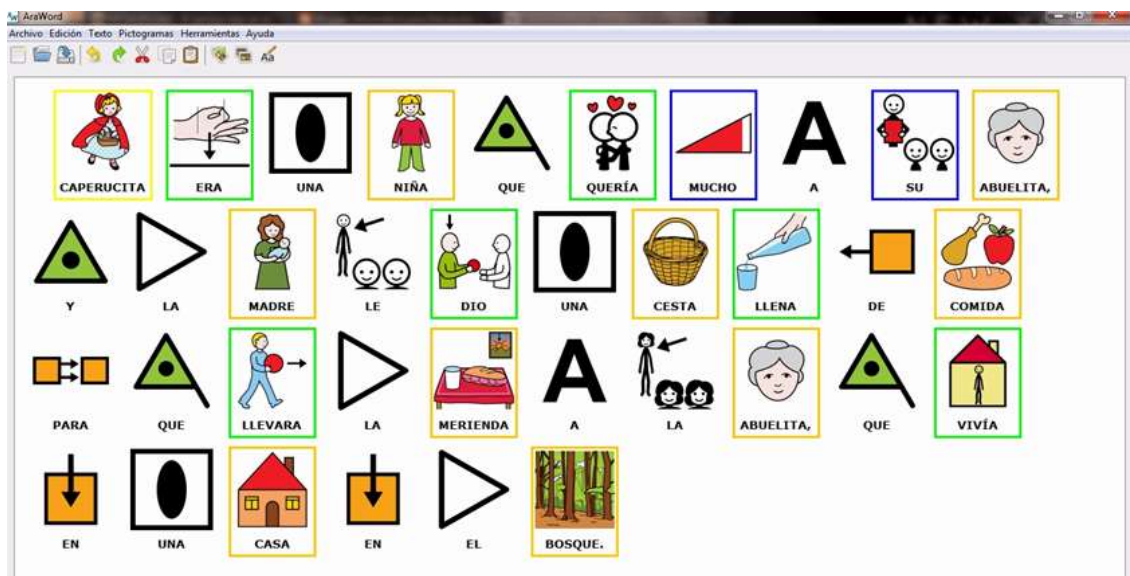 AraWord
Archivo Edición Texto Pictogramas Herramientas Ayuda
Aa
CAPERUCITA ERA UNA NIÑA QUE QUERÍA MUCHO A SU ABUELITA,
Y LA MADRE LE DIO UNA CESTA LLENA DE COMIDA
PARA QUE LLEVARA LA MERIENDA A LA ABUELITA, QUE VIVÍA
EN UNA CASA EN EL BOSQUE.